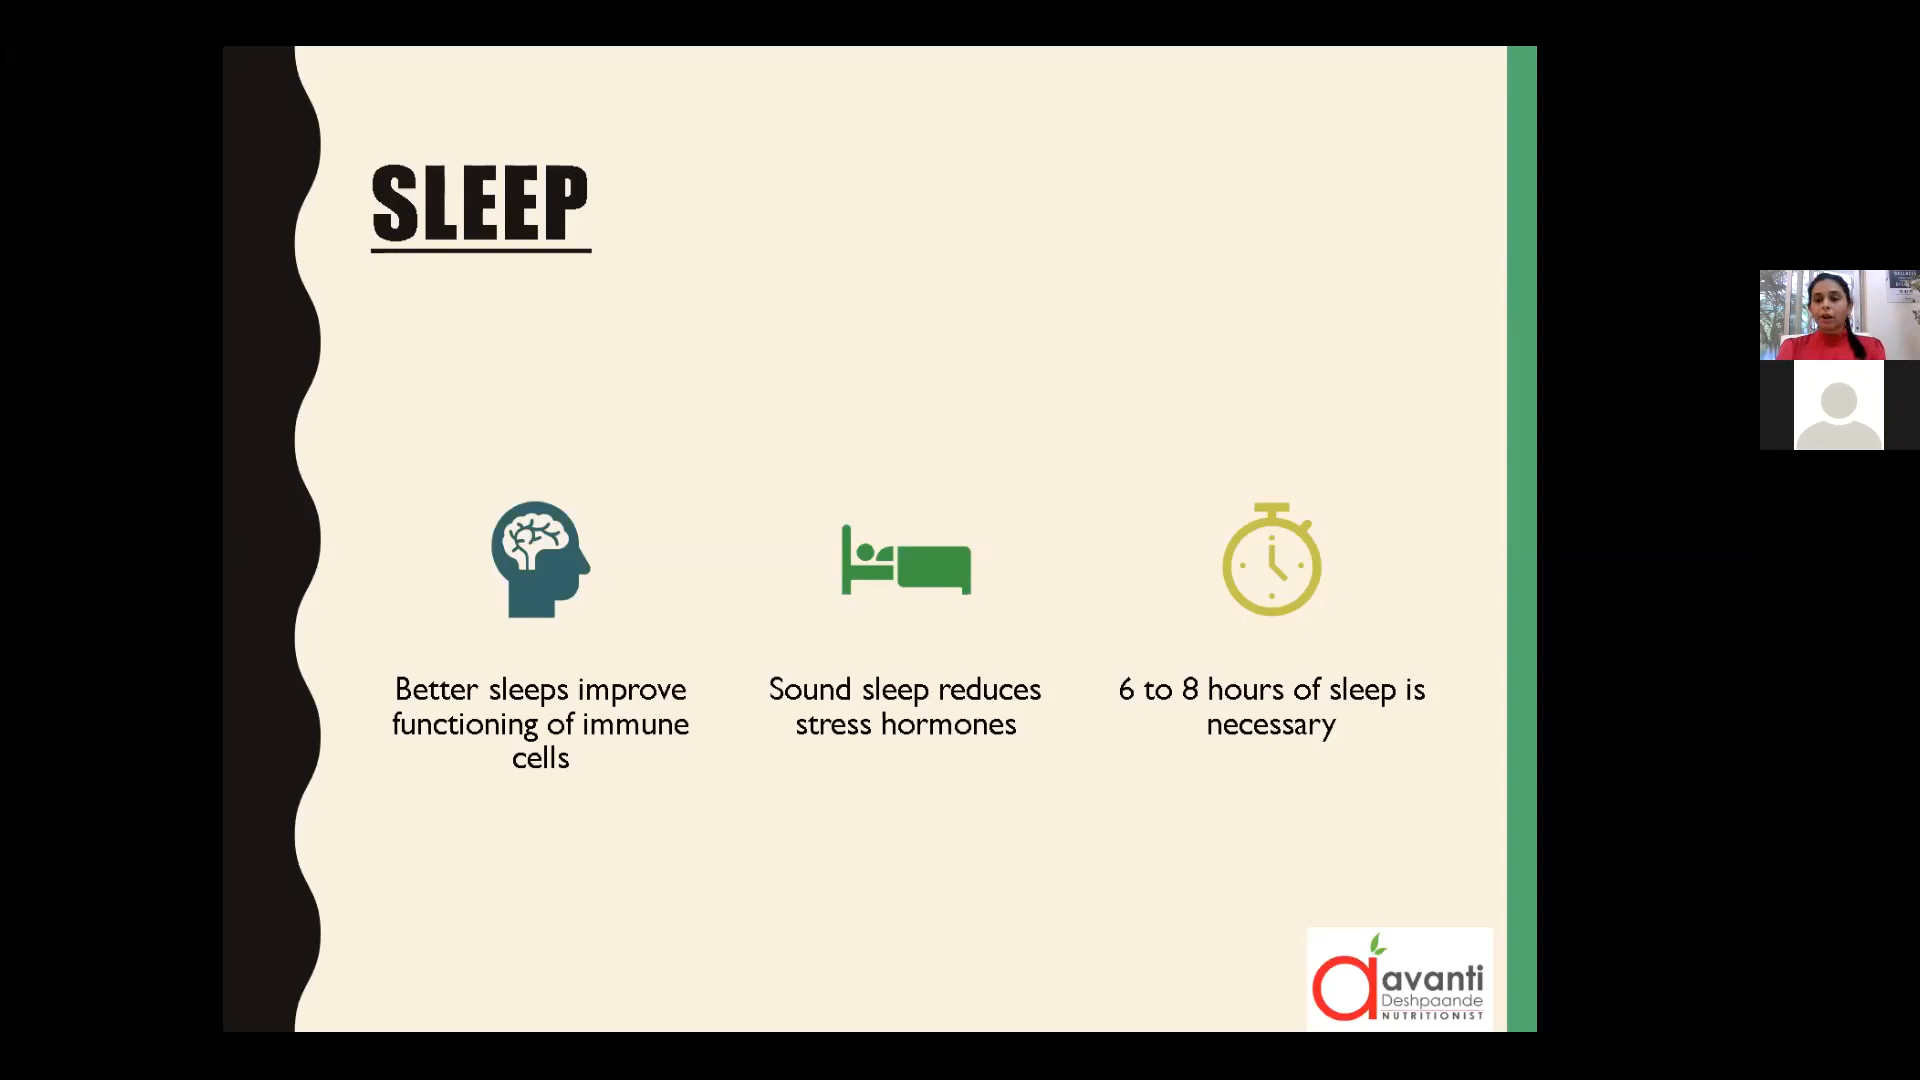 SLEEP
Better sleeps improve
functioning of immune
cells
Sound sleep reduces
stress hormones
6 to 8 hours of sleep is
necessary
avanti
Deshpaande
NUTRITIONIST
WELLNESS